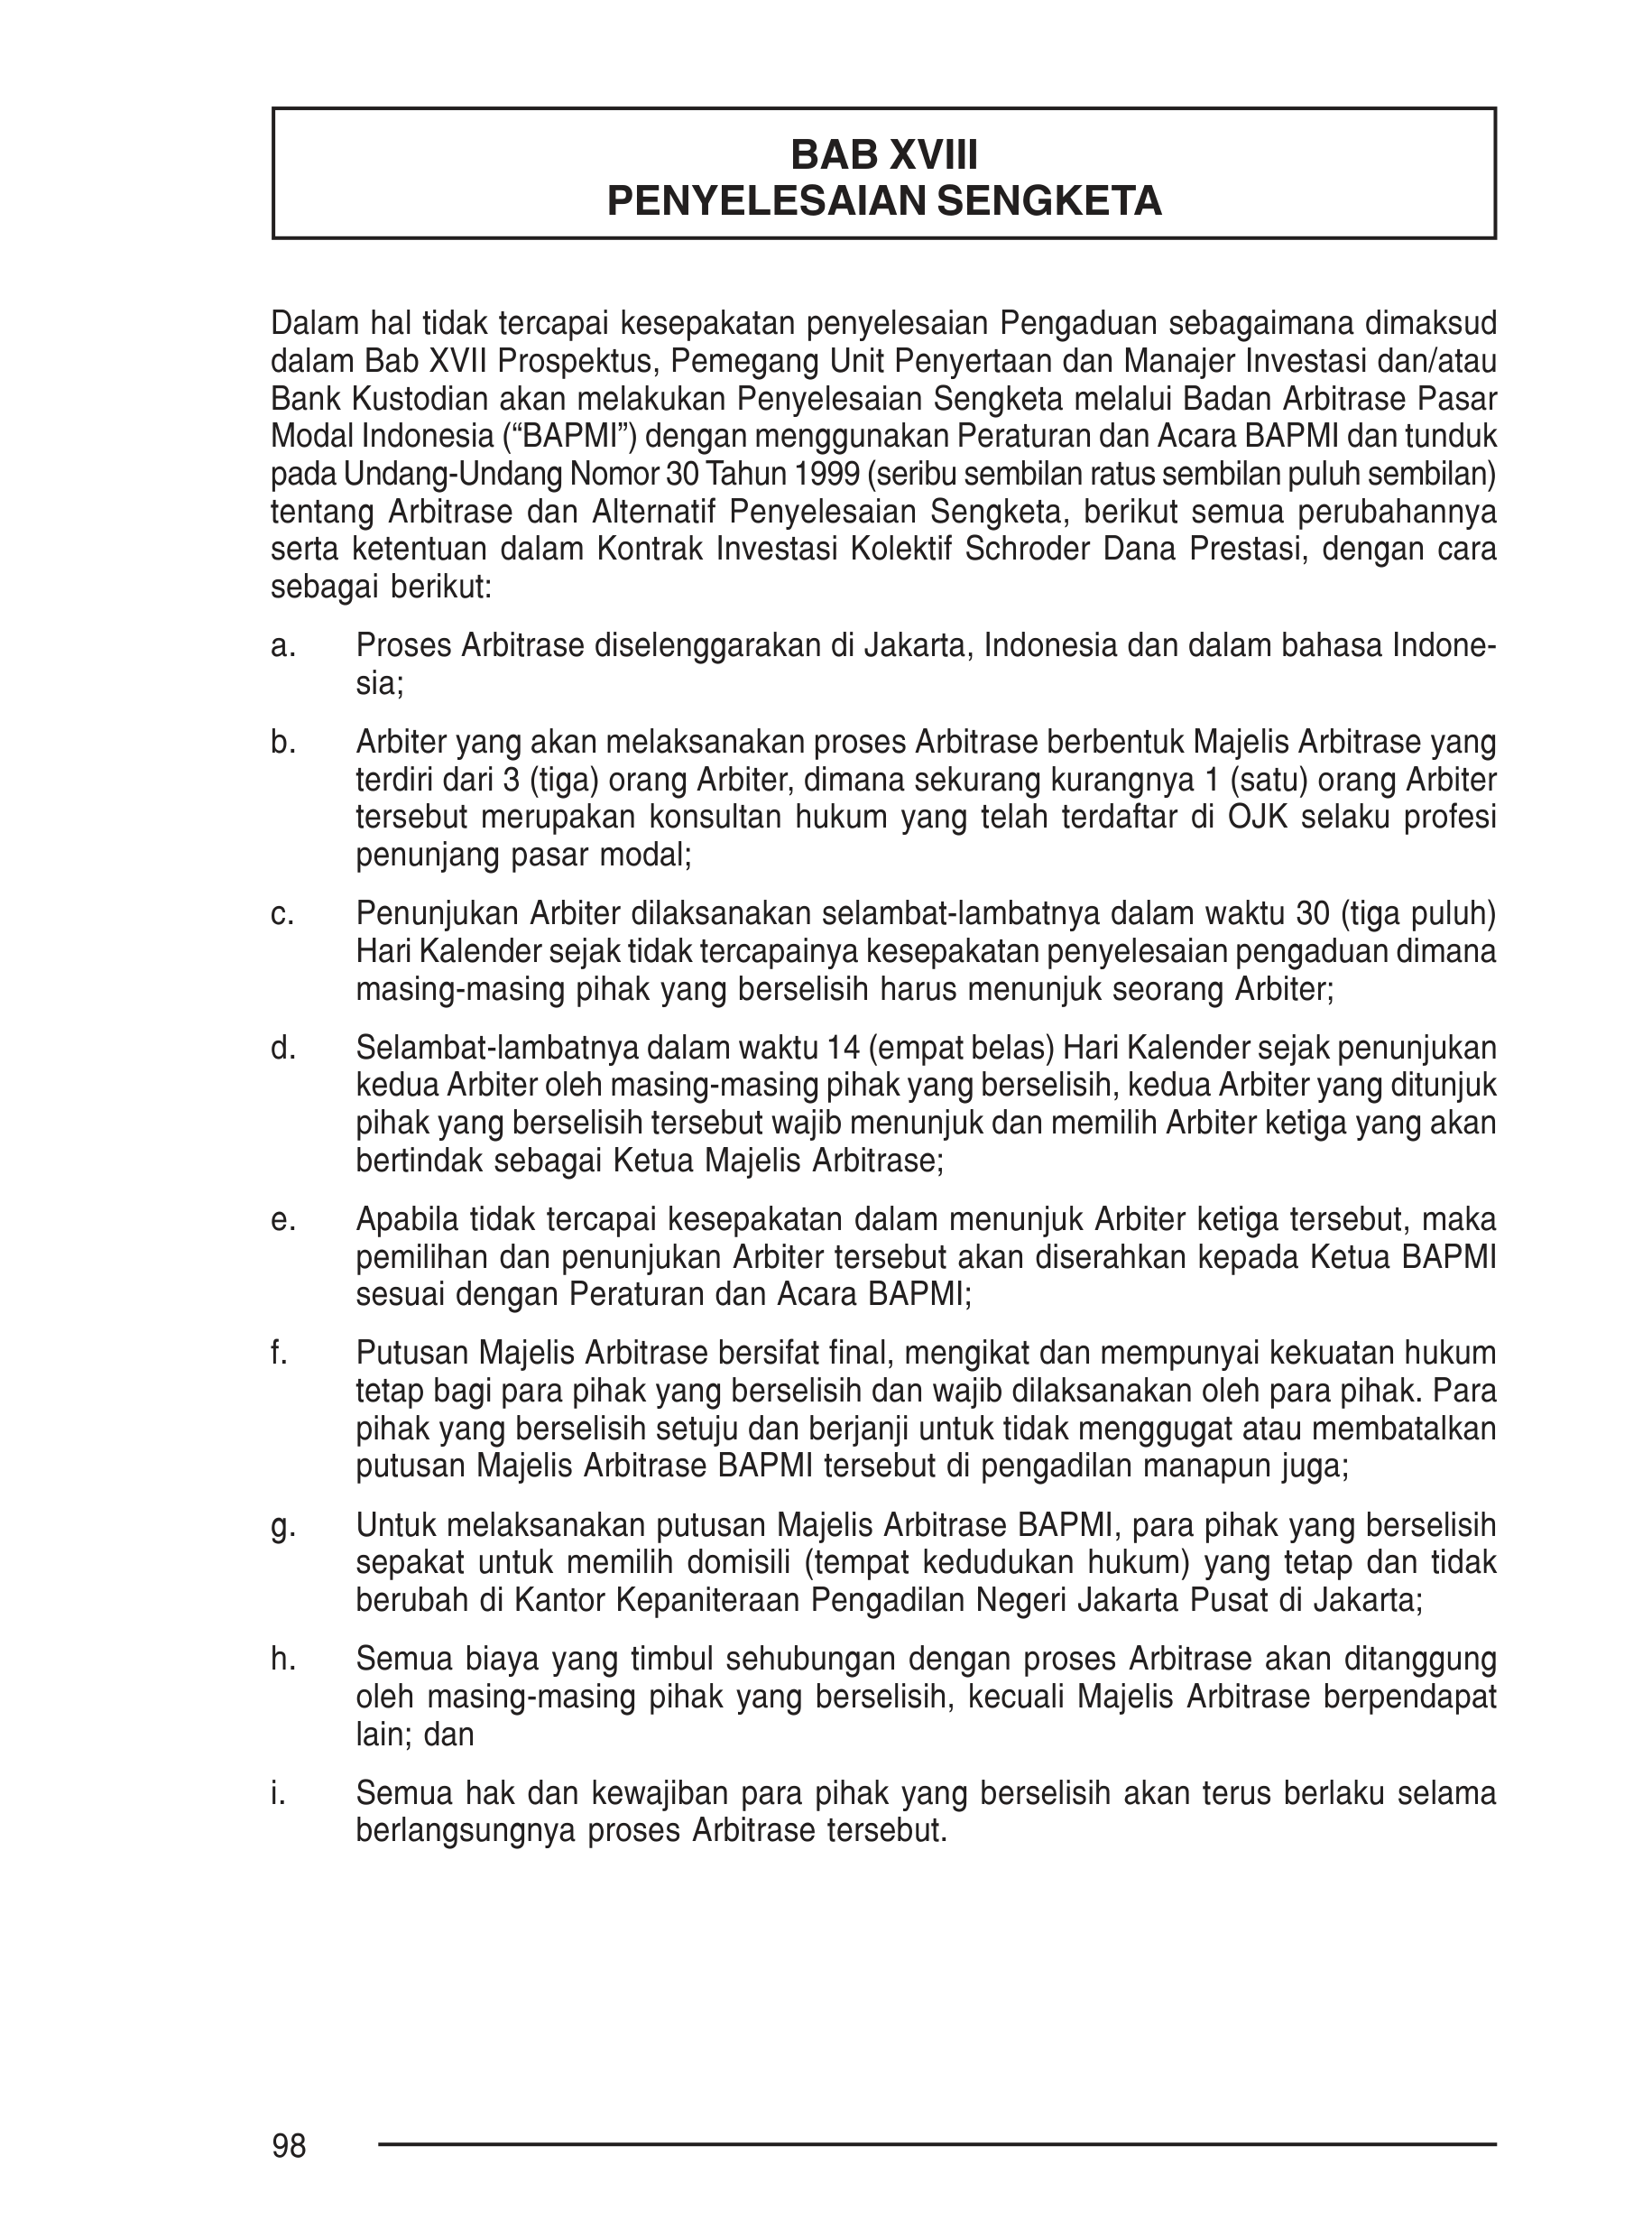 BAB XVIII
PENYELESAIAN SENGKETA
Dalam hal tidak tercapai kesepakatan penyelesaian Pengaduan sebagaimana dimaksud
dalam Bab XVII Prospektus, Pemegang Unit Penyertaan dan Manajer Investasi dan/atau
Bank Kustodian akan melakukan Penyelesaian Sengketa melalui Badan Arbitrase Pasar
Modal Indonesia (“BAPMI”) dengan menggunakan Peraturan dan Acara BAPMI dan tunduk
pada Undang-Undang Nomor 30 Tahun 1999 (seribu sembilan ratus sembilan puluh sembilan)
tentang Arbitrase dan Alternatif Penyelesaian Sengketa, berikut semua perubahannya
serta ketentuan dalam Kontrak Investasi Kolektif Schroder Dana Prestasi, dengan cara
sebagai berikut:
a. Proses Arbitrase diselenggarakan di Jakarta, Indonesia dan dalam bahasa Indone-
sia;
b. Arbiter yang akan melaksanakan proses Arbitrase berbentuk Majelis Arbitrase yang
terdiri dari 3 (tiga) orang Arbiter, dimana sekurang kurangnya 1 (satu) orang Arbiter
tersebut merupakan konsultan hukum yang telah terdaftar di OJK selaku profesi
penunjang pasar modal;
c. Penunjukan Arbiter dilaksanakan selambat-lambatnya dalam waktu 30 (tiga puluh)
Hari Kalender sejak tidak tercapainya kesepakatan penyelesaian pengaduan dimana
masing-masing pihak yang berselisih harus menunjuk seorang Arbiter;
d. Selambat-lambatnya dalam waktu 14 (empat belas) Hari Kalender sejak penunjukan
kedua Arbiter oleh masing-masing pihak yang berselisih, kedua Arbiter yang ditunjuk
pihak yang berselisih tersebut wajib menunjuk dan memilih Arbiter ketiga yang akan
bertindak sebagai Ketua Majelis Arbitrase;
e. Apabila tidak tercapai kesepakatan dalam menunjuk Arbiter ketiga tersebut, maka
pemilihan dan penunjukan Arbiter tersebut akan diserahkan kepada Ketua BAPMI
sesuai dengan Peraturan dan Acara BAPMI;
f. Putusan Majelis Arbitrase bersifat final, mengikat dan mempunyai kekuatan hukum
tetap bagi para pihak yang berselisih dan wajib dilaksanakan oleh para pihak. Para
pihak yang berselisih setuju dan berjanji untuk tidak menggugat atau membatalkan
putusan Majelis Arbitrase BAPMI tersebut di pengadilan manapun juga;
g. Untuk melaksanakan putusan Majelis Arbitrase BAPMI, para pihak yang berselisih
sepakat untuk memilih domisili (tempat kedudukan hukum) yang tetap dan tidak
berubah di Kantor Kepaniteraan Pengadilan Negeri Jakarta Pusat di Jakarta;
h. Semua biaya yang timbul sehubungan dengan proses Arbitrase akan ditanggung
oleh masing-masing pihak yang berselisih, kecuali Majelis Arbitrase berpendapat
lain; dan
i. Semua hak dan kewajiban para pihak yang berselisih akan terus berlaku selama
berlangsungnya proses Arbitrase tersebut.
98